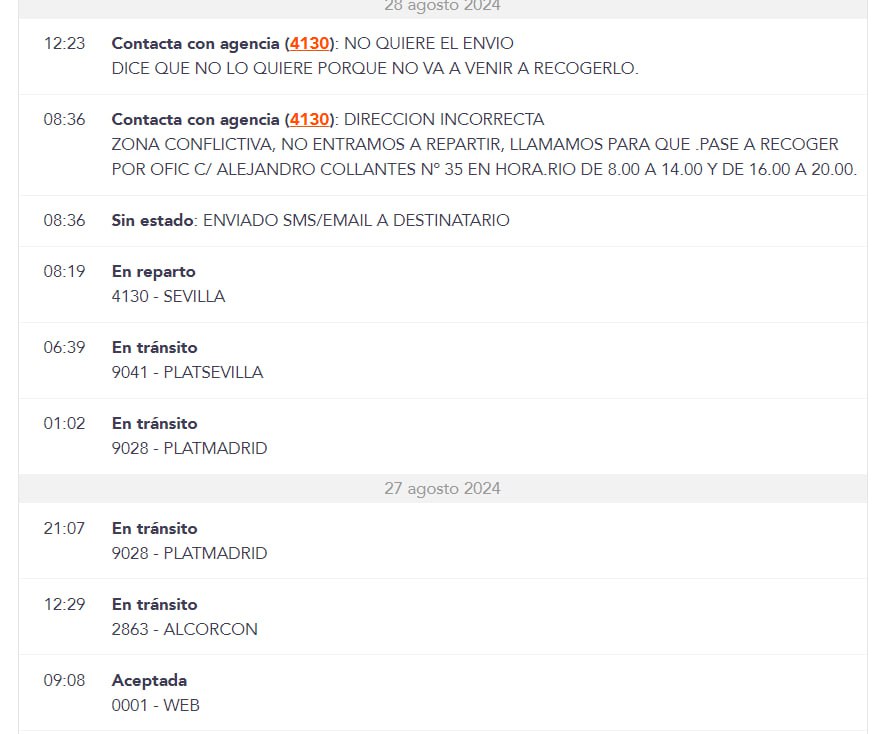 28 agosto 2024
12:23 Contacta con agencia (4130): NO QUIERE EL ENVIO
DICE QUE NO LO QUIERE PORQUE NO VA A VENIR A RECOGERLO.
08:36 Contacta con agencia (4130): DIRECCION INCORRECTA
ZONA CONFLICTIVA, NO ENTRAMOS A REPARTIR, LLAMAMOS PARA QUE .PASE A RECOGER
POR OFIC C/ ALEJANDRO COLLANTES Nº 35 EN HORA.RIO DE 8.00 A 14.00 Y DE 16.00 A 20.00.
08:36 Sin estado: ENVIADO SMS/EMAIL A DESTINATARIO
08:19 En reparto
4130 - SEVILLA
06:39 En tránsito
9041 - PLATSEVILLA
01:02 En tránsito
9028 - PLATMADRID
27 agosto 2024
21:07 En tránsito
9028 - PLATMADRID
12:29 En tránsito
2863 - ALCORCON
09:08 Aceptada
0001 - WEB